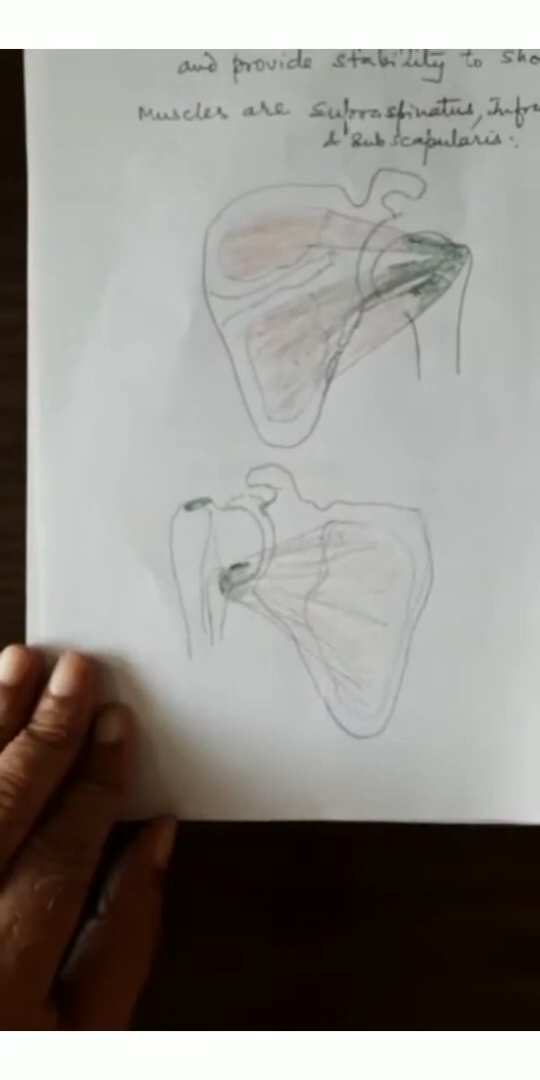 and provide stability to sho
Muscles are Supraspinatus, Infra
& Subscapularis.